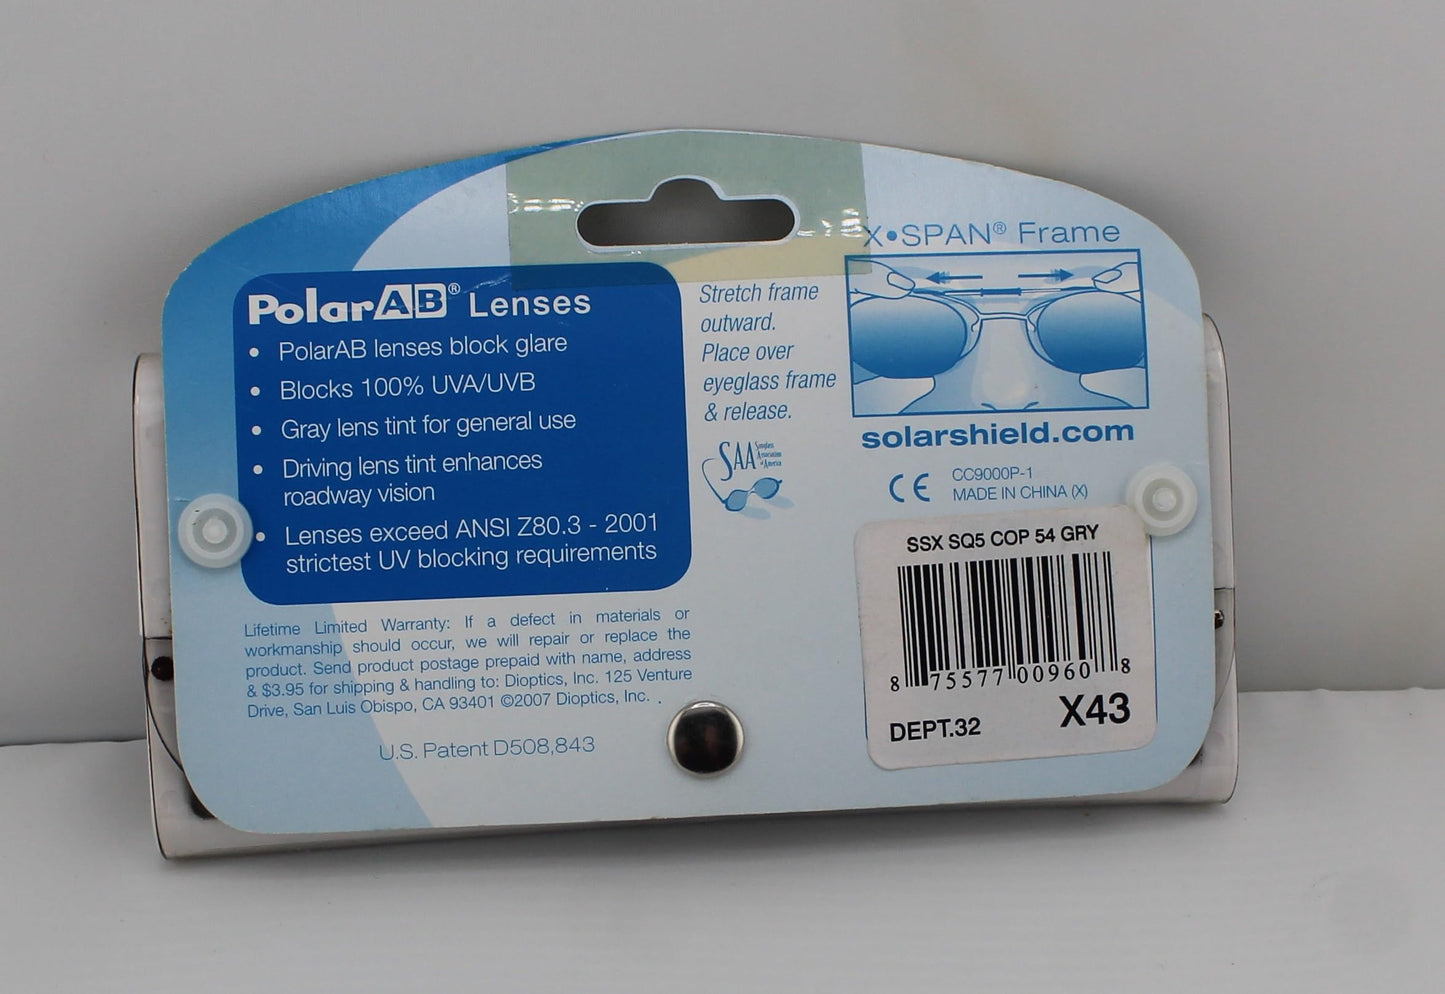 PolarAB® Lenses
• PolarAB lenses block glare
• Blocks 100% UVA/UVB
• Gray lens tint for general use
• Driving lens tint enhances
roadway vision
• Lenses exceed ANSI Z80.3 - 2001
strictest UV blocking requirements
Lifetime Limited Warranty: If a defect in materials or
workmanship should occur, we will repair or replace the
product. Send product postage prepaid with name, address
& $3.95 for shipping & handling to: Dioptics, Inc. 125 Venture
Drive, San Luis Obispo, CA 93401 ©2007 Dioptics, Inc.
U.S. Patent D508,843
Stretch frame
outward.
Place over
eyeglass frame
& release.
SAA Sunglass
Association
of America
X•SPAN® Frame
solarshield.com
CE
CC9000P-1
MADE IN CHINA (X)
SSX SQ5 COP 54 GRY
8 75577 00960 8
DEPT.32
X43